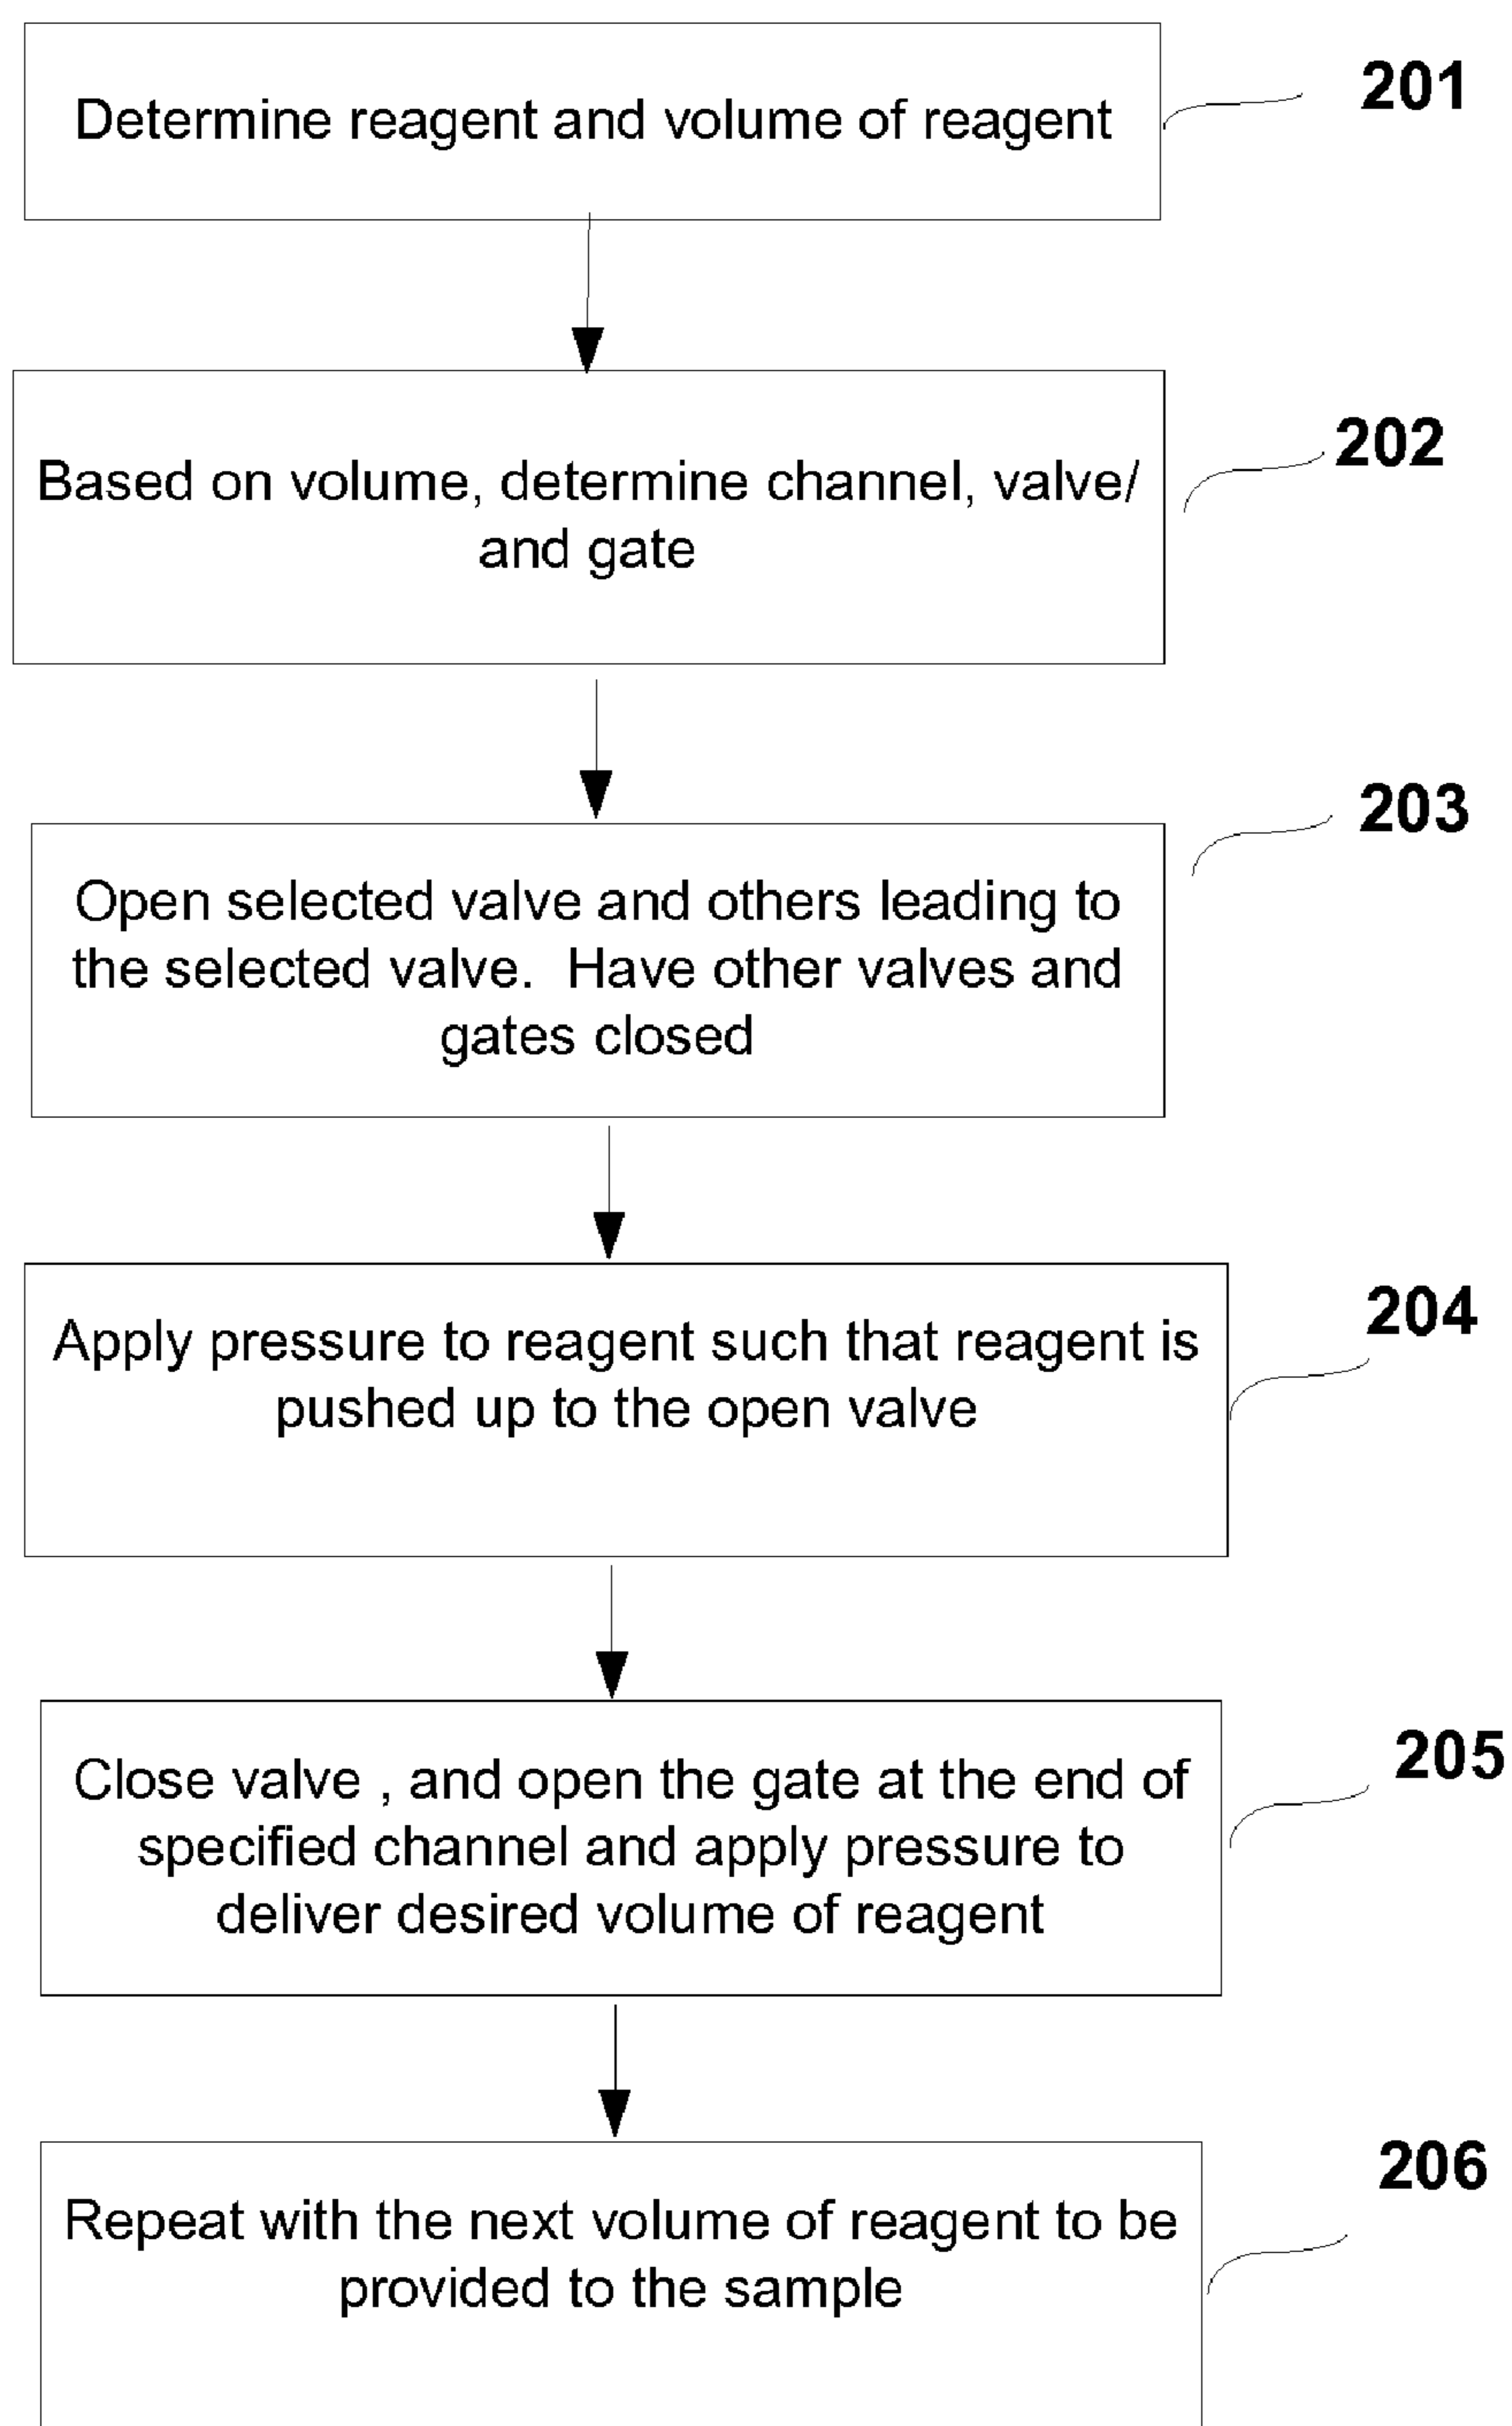 Determine reagent and volume of reagent
201
Based on volume, determine channel, valve/
and gate
202
Open selected valve and others leading to
the selected valve.  Have other valves and
gates closed
203
Apply pressure to reagent such that reagent is
pushed up to the open valve
204
Close valve , and open the gate at the end of
specified channel and apply pressure to
deliver desired volume of reagent
205
Repeat with the next volume of reagent to be
provided to the sample
206